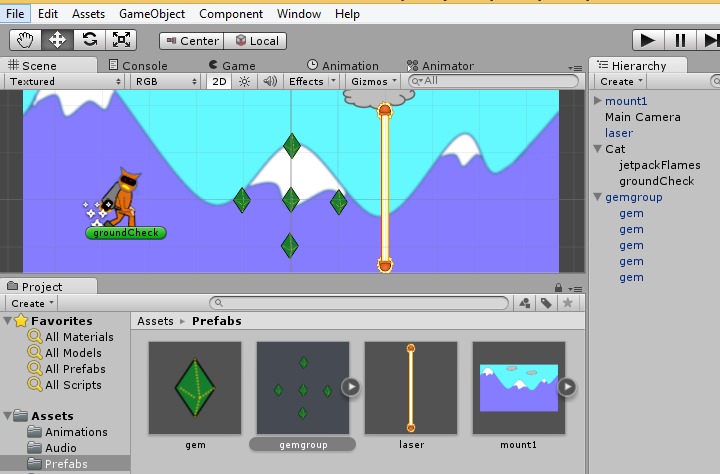 File Edit Assets GameObject Component Window Help
Center Local
Scene Console Game Animation Animator
Textured RGB 2D Effects Gizmos All
groundCheck
Hierarchy
Create All
mount1
Main Camera
laser
Cat
jetpackFlames
groundCheck
gemgroup
gem
gem
gem
gem
gem
Project
Create
Favorites
All Materials
All Models
All Prefabs
All Scripts
Assets
Animations
Audio
Prefabs
Assets Prefabs
gem gemgroup laser mount1